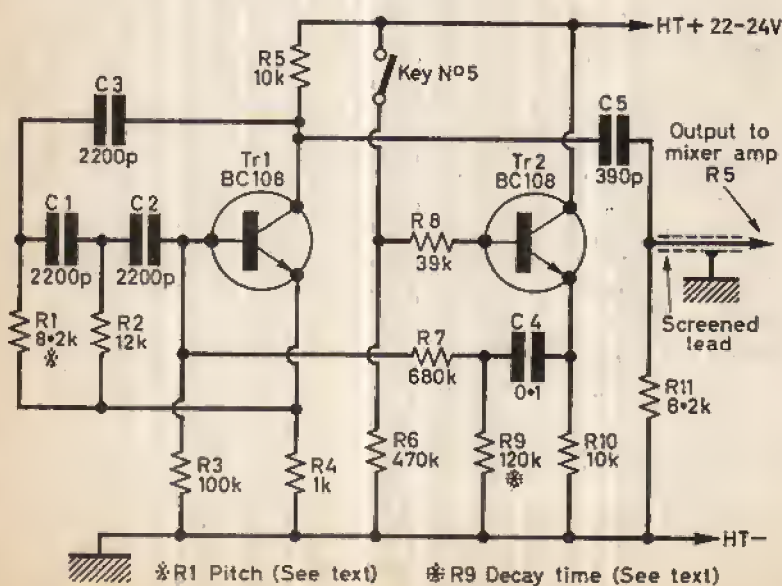 HT+ 22-24V
R5
10k
Key Nº5
C3
2200p
C5
390p
Output to
mixer amp
R5
Tr1
BC108
Tr2
BC108
C1
2200p
C2
2200p
R8
39k
Screened
lead
R1
8·2k
※
R2
12k
R7
680k
C4
0·1
R11
8·2k
R3
100k
R4
1k
R6
470k
R9
120k
❋
R10
10k
HT-
※R1 Pitch (See text) ❋R9 Decay time (See text)